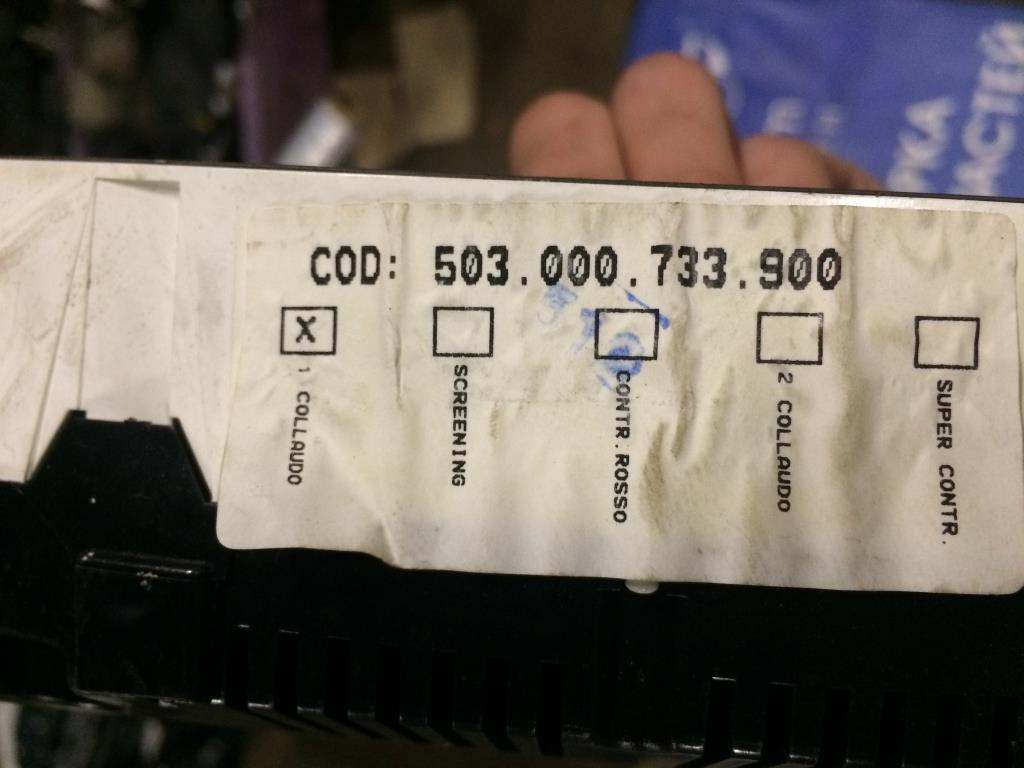 COD: 503.000.733.900
X
1 COLLAUDO
SCREENING
CONTR. ROSSO
2 COLLAUDO
SUPER CONTR.